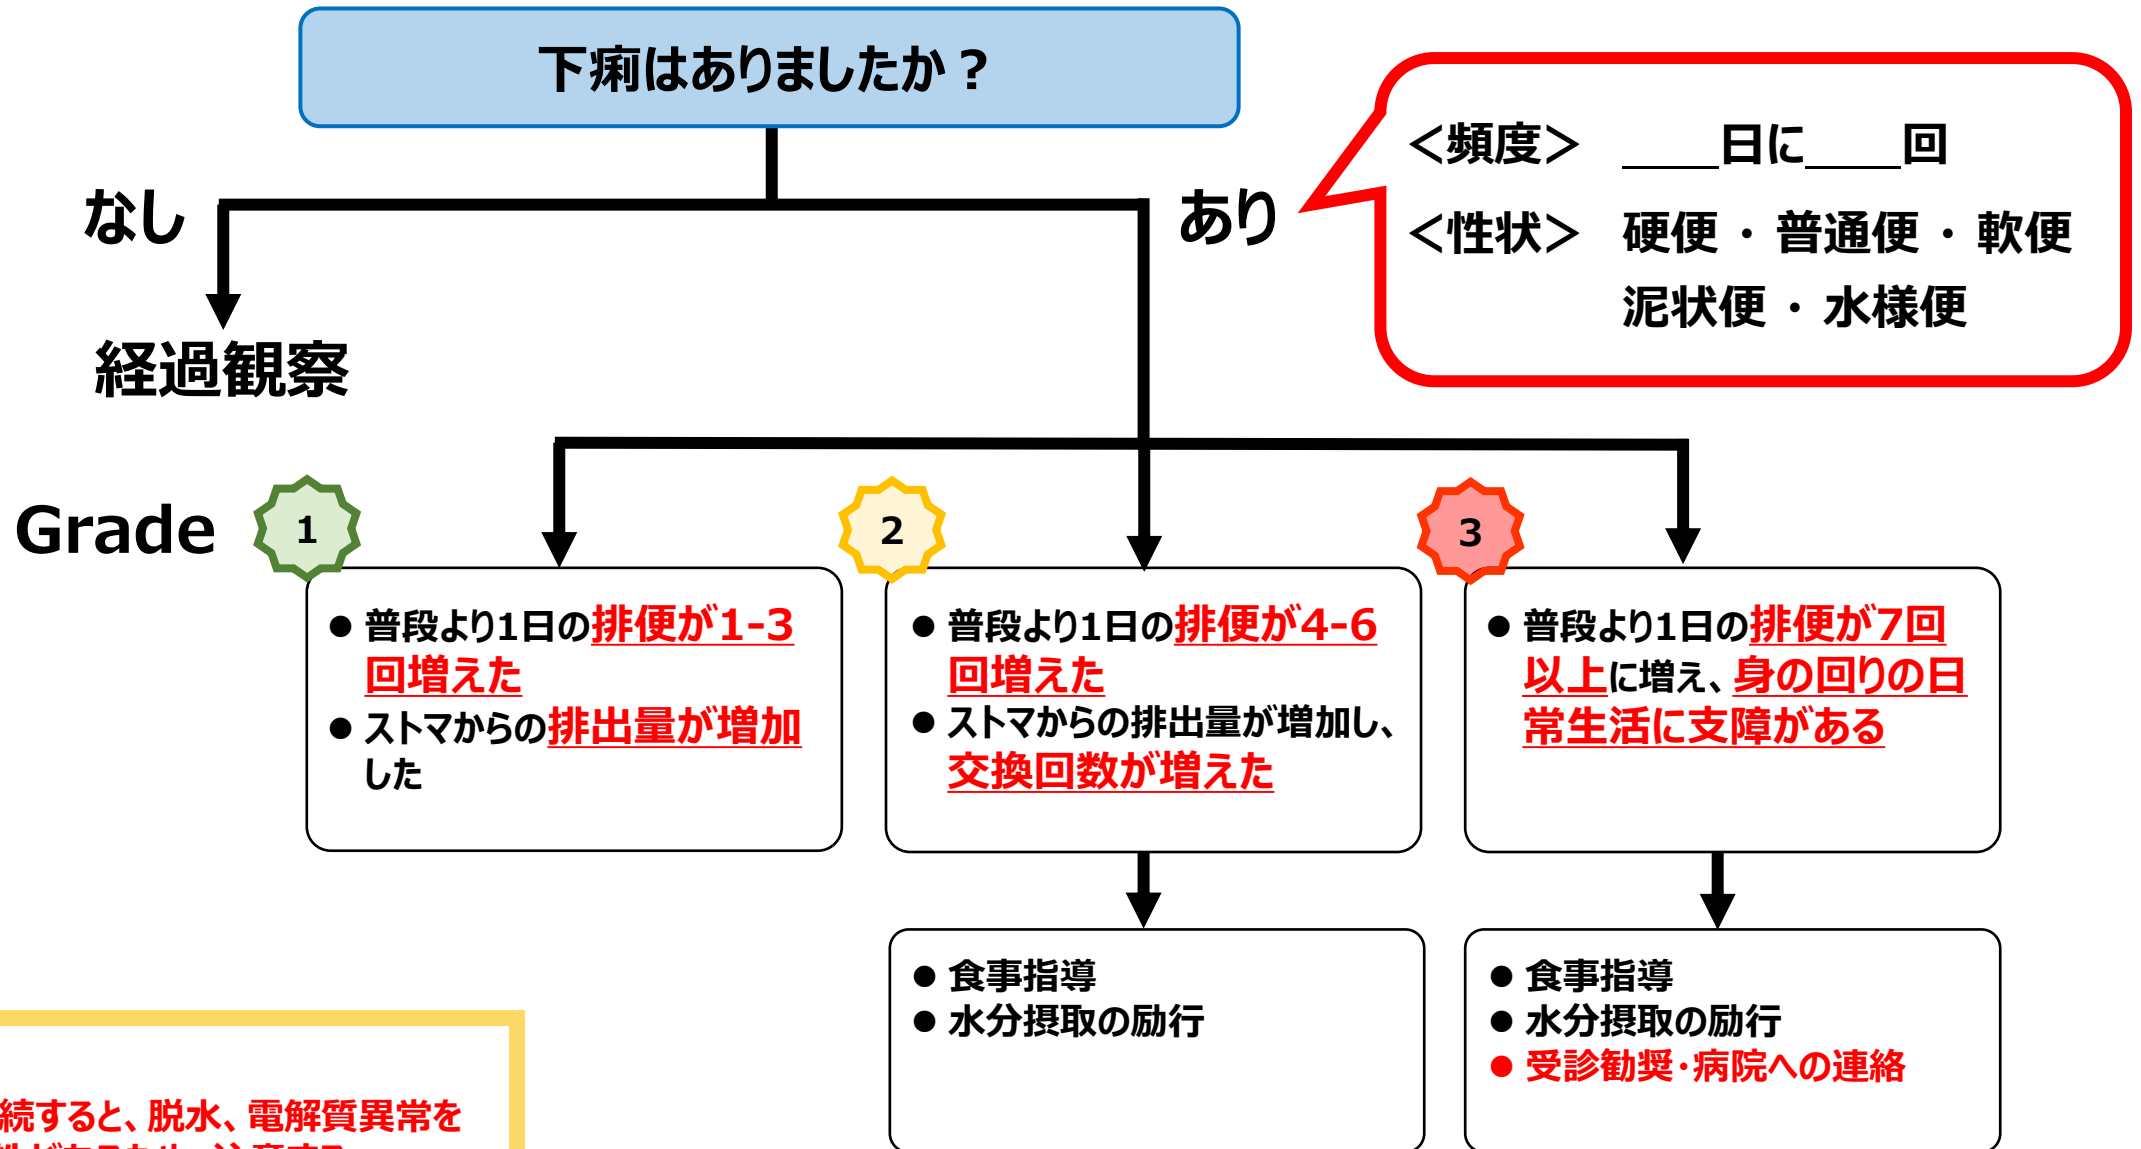 下痢はありましたか？
なし
あり
＜頻度＞ ____日に____回
＜性状＞ 硬便・普通便・軟便
泥状便・水様便
経過観察
Grade
1
2
3
● 普段より1日の排便が1-3
回増えた
● ストマからの排出量が増加
した
● 普段より1日の排便が4-6
回増えた
● ストマからの排出量が増加し、
交換回数が増えた
● 普段より1日の排便が7回
以上に増え、身の回りの日
常生活に支障がある
● 食事指導
● 水分摂取の励行
● 食事指導
● 水分摂取の励行
● 受診勧奨・病院への連絡
続すると、脱水、電解質異常を